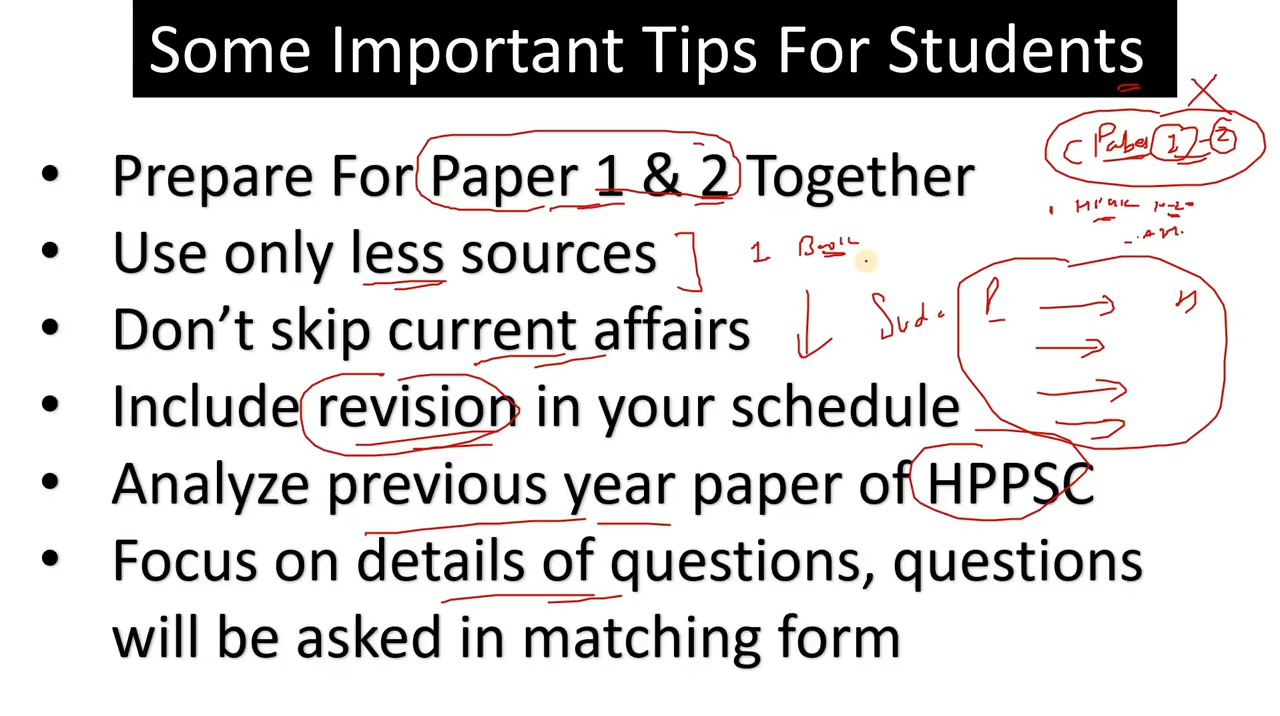 Some Important Tips For Students
• Prepare For Paper 1 & 2 Together
• Use only less sources
• Don't skip current affairs
• Include revision in your schedule
• Analyze previous year paper of HPPSC
• Focus on details of questions, questions
will be asked in matching form
1 - 2
1 Book
P